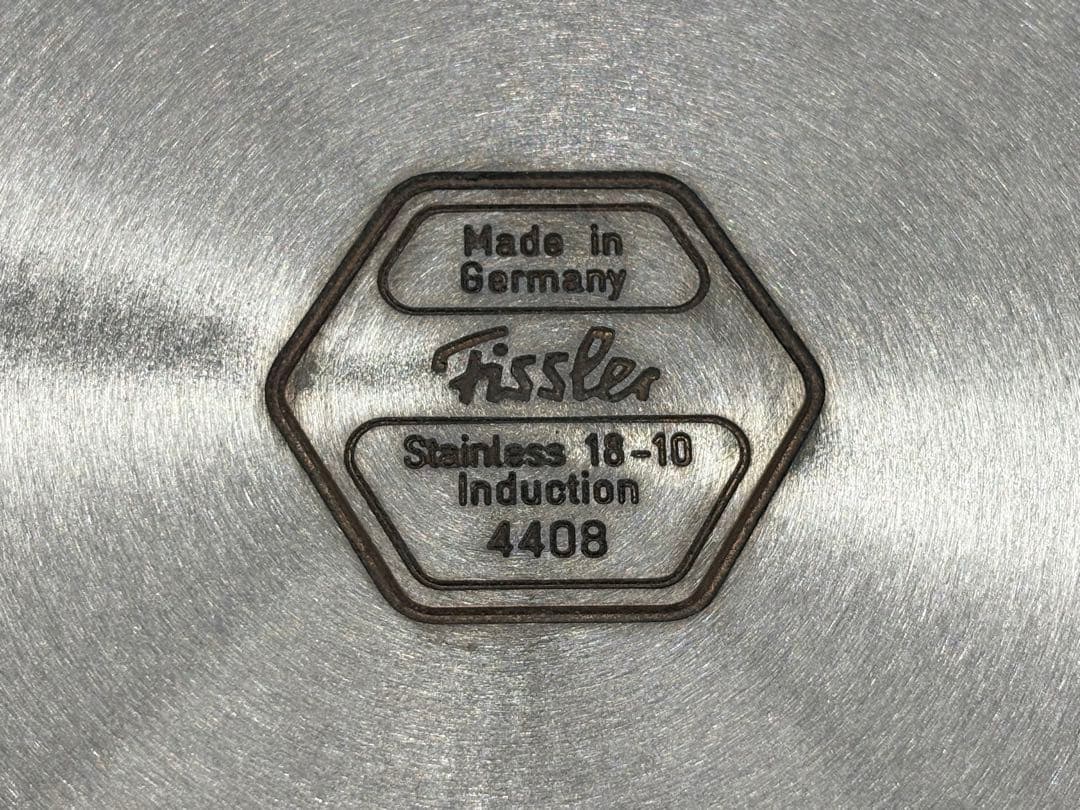 Made in
Germany
Fissler
Stainless 18-10
Induction
4408